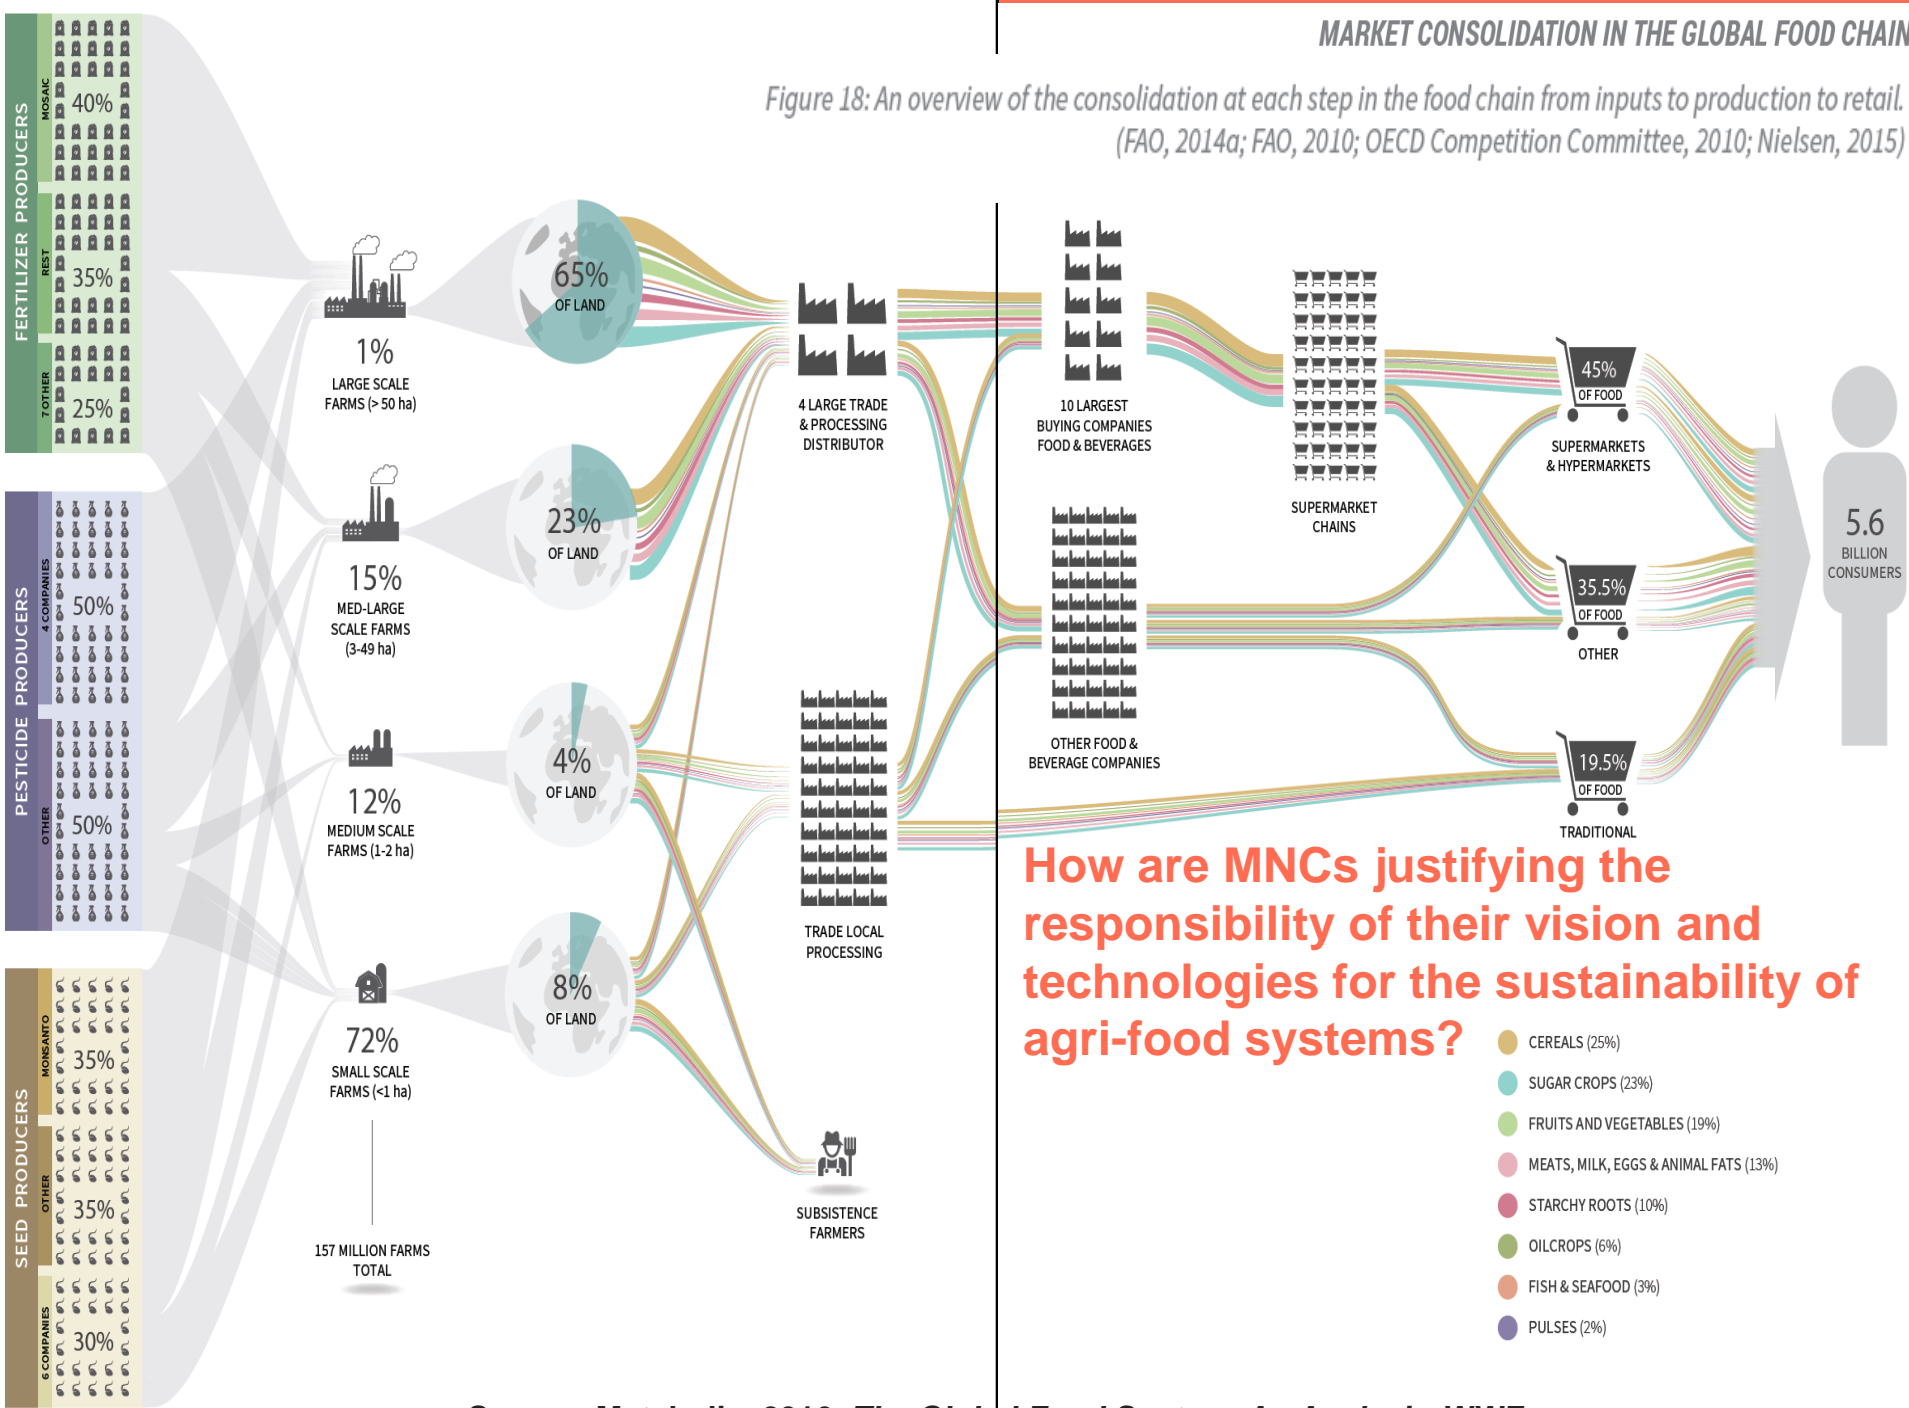 MARKET CONSOLIDATION IN THE GLOBAL FOOD CHAIN
Figure 18: An overview of the consolidation at each step in the food chain from inputs to production to retail.
(FAO, 2014a; FAO, 2010; OECD Competition Committee, 2010; Nielsen, 2015)
FERTILIZER PRODUCERS
MOSAIC
40%
REST
35%
7 OTHER
25%
PESTICIDE PRODUCERS
4 COMPANIES
50%
OTHER
50%
SEED PRODUCERS
MONSANTO
35%
OTHER
35%
6 COMPANIES
30%
1%
LARGE SCALE
FARMS (> 50 ha)
15%
MED-LARGE
SCALE FARMS
(3-49 ha)
12%
MEDIUM SCALE
FARMS (1-2 ha)
72%
SMALL SCALE
FARMS (<1 ha)
157 MILLION FARMS
TOTAL
65%
OF LAND
23%
OF LAND
4%
OF LAND
8%
OF LAND
4 LARGE TRADE
& PROCESSING
DISTRIBUTOR
TRADE LOCAL
PROCESSING
SUBSISTENCE
FARMERS
10 LARGEST
BUYING COMPANIES
FOOD & BEVERAGES
OTHER FOOD &
BEVERAGE COMPANIES
SUPERMARKET
CHAINS
45%
OF FOOD
SUPERMARKETS
& HYPERMARKETS
35.5%
OF FOOD
OTHER
19.5%
OF FOOD
TRADITIONAL
5.6
BILLION
CONSUMERS
How are MNCs justifying the
responsibility of their vision and
technologies for the sustainability of
agri-food systems?
CEREALS (25%)
SUGAR CROPS (23%)
FRUITS AND VEGETABLES (19%)
MEATS, MILK, EGGS & ANIMAL FATS (13%)
STARCHY ROOTS (10%)
OILCROPS (6%)
FISH & SEAFOOD (3%)
PULSES (2%)